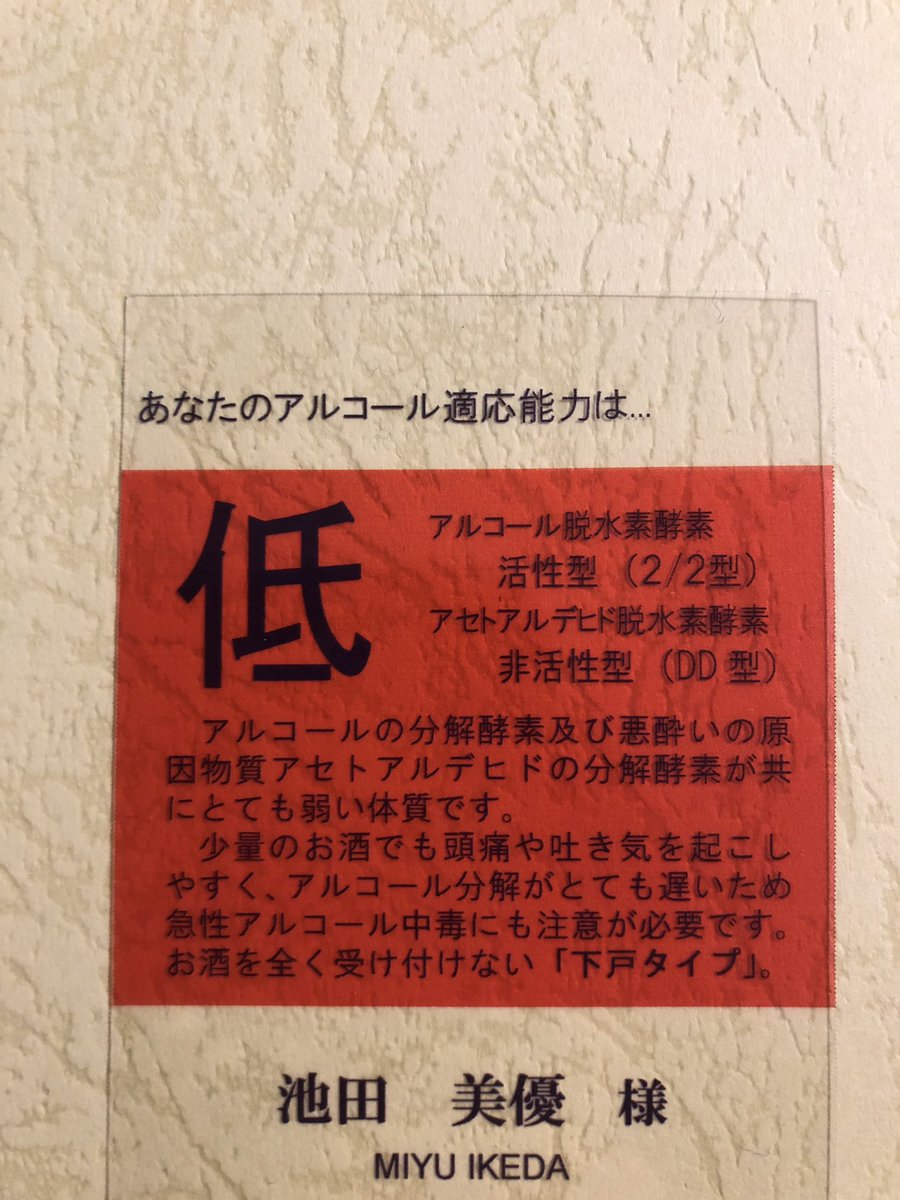 あなたのアルコール適応能力は...
低
アルコール脱水素酵素
活性型（2/2型）
アセトアルデヒド脱水素酵素
非活性型（DD 型）
アルコールの分解酵素及び悪酔いの原
因物質アセトアルデヒドの分解酵素が共
にとても弱い体質です。
少量のお酒でも頭痛や吐き気を起こし
やすく、アルコール分解がとても遅いため
急性アルコール中毒にも注意が必要です。
お酒を全く受け付けない「下戸タイプ」。
池田　美優　様
MIYU IKEDA